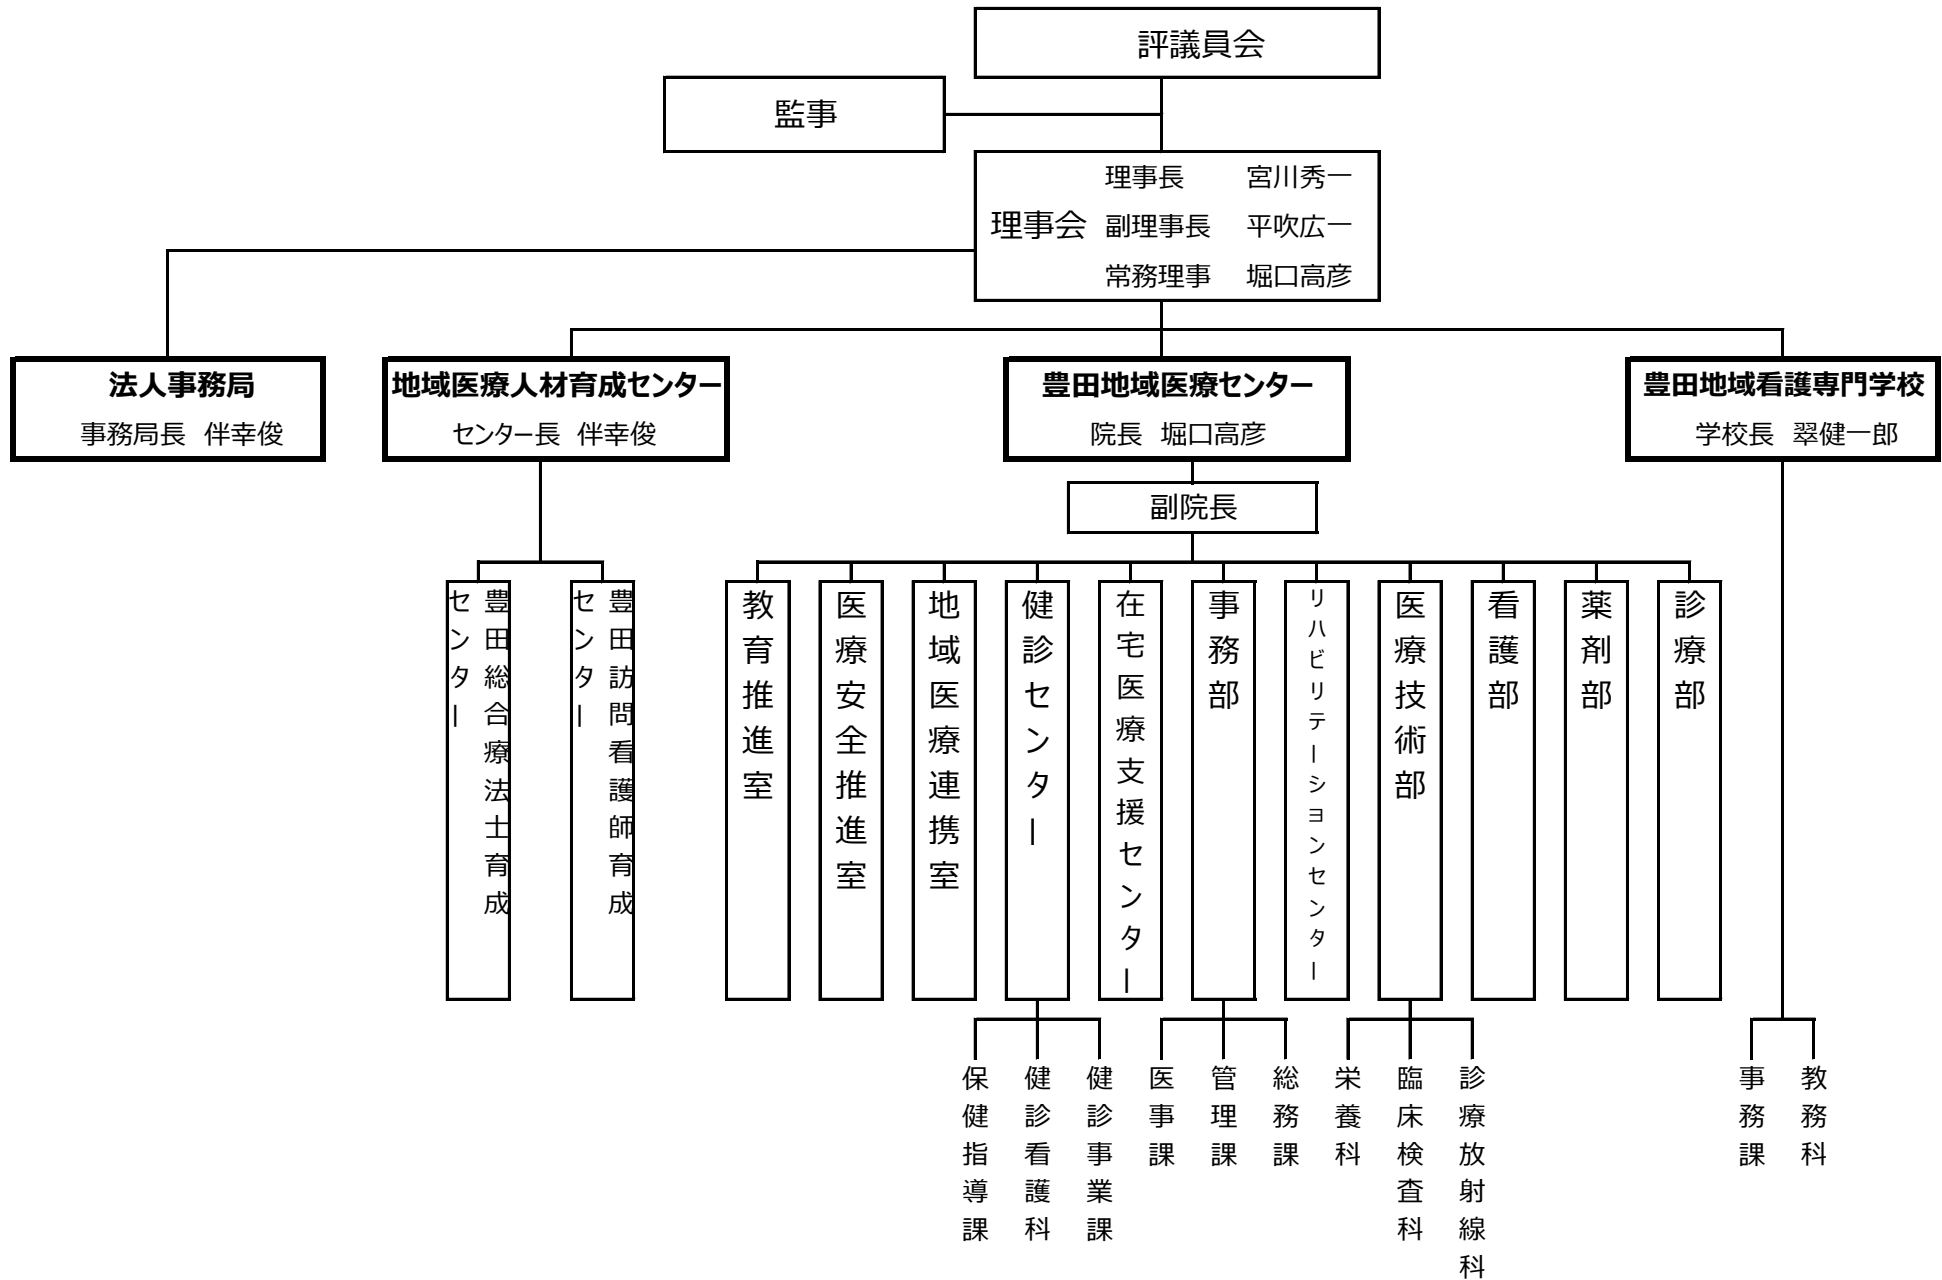 評議員会
監事
理事会
理事長 宮川秀一
副理事長 平吹広一
常務理事 堀口高彦
法人事務局
事務局長 伴幸俊
地域医療人材育成センター
センター長 伴幸俊
豊田地域医療センター
院長 堀口高彦
豊田地域看護専門学校
学校長 翠健一郎
副院長
豊田総合療法士育成
センター
豊田訪問看護師育成
センター
教育推進室
医療安全推進室
地域医療連携室
健診センター
在宅医療支援センター
事務部
リハビリテーションセンター
医療技術部
看護部
薬剤部
診療部
保健指導課
健診看護科
健診事業課
医事課
管理課
総務課
栄養科
臨床検査科
診療放射線科
事務課
教務科